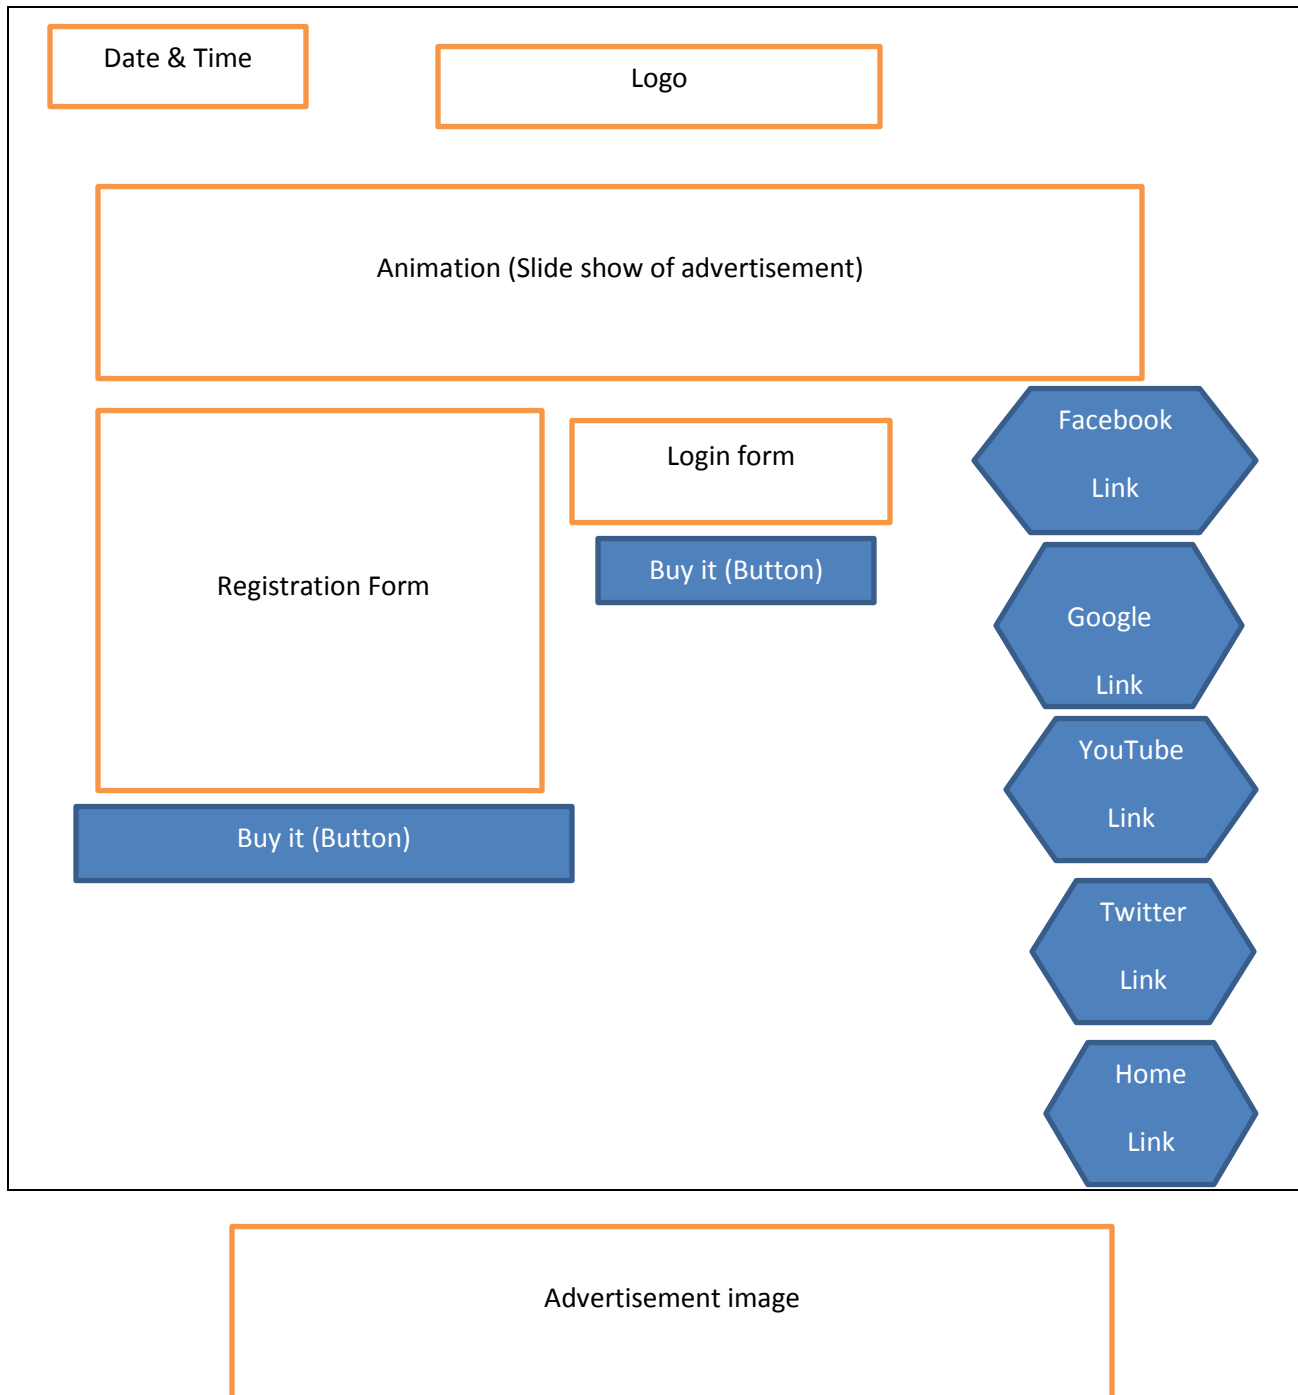 Date & Time
Logo
Animation (Slide show of advertisement)
Registration Form
Login form
Buy it (Button)
Buy it (Button)
Facebook
Link
Google
Link
YouTube
Link
Twitter
Link
Home
Link
Advertisement image